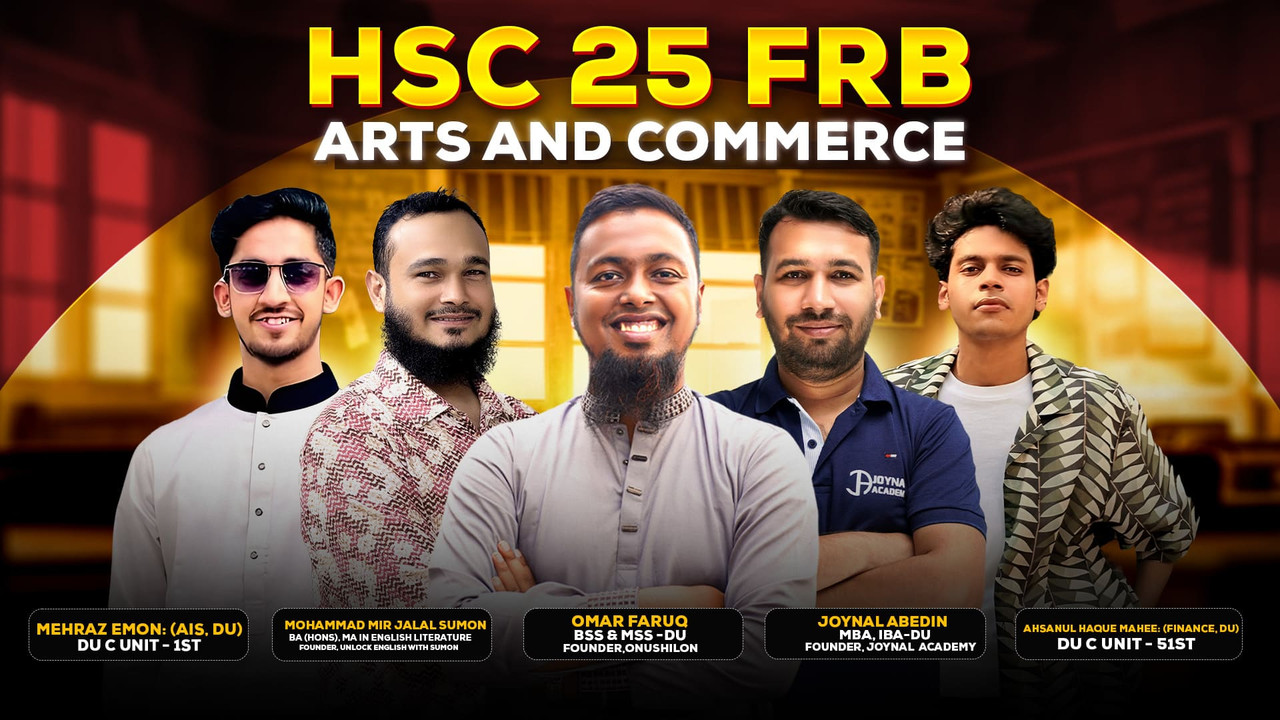 HSC 25 FRB
ARTS AND COMMERCE
JOYNA
ACADEM
MEHRAZ EMON: (AIS, DU)
DU C UNIT - 1ST
MOHAMMAD MIR JALAL SUMON
BA (HONS), MA IN ENGLISH LITERATURE
FOUNDER, UNLOCK ENGLISH WITH SUMON
OMAR FARUQ
BSS & MSS -DU
FOUNDER,ONUSHILON
JOYNAL ABEDIN
MBA, IBA-DU
FOUNDER, JOYNAL ACADEMY
AHSANUL HAQUE MAHEE: (FINANCE, DU)
DU C UNIT - 51ST